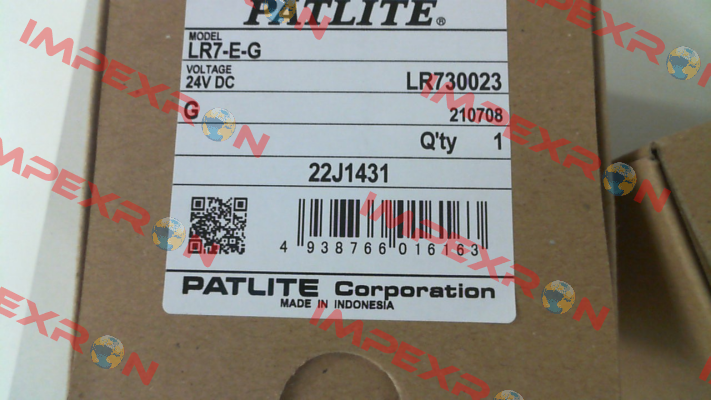 PATLITE®
MODEL
LR7-E-G
VOLTAGE
24V DC
LR730023
G
210708
Q'ty 1
22J1431
4 938766 016163
PATLITE Corporation
MADE IN INDONESIA
IMPEXRON
IMPEXRON
IMPEXRON
IMPEXRON
IMPEXRON
IMPEXRON
IMPEXRON